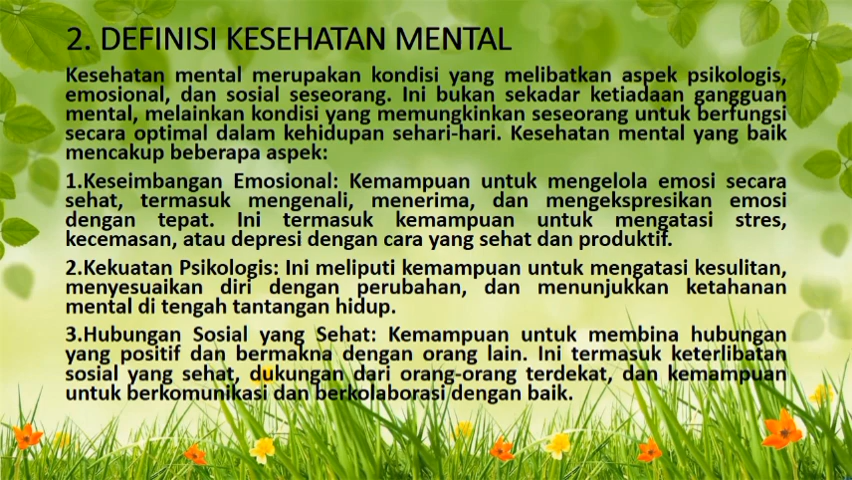 2. DEFINISI KESEHATAN MENTAL
Kesehatan mental merupakan kondisi yang melibatkan aspek psikologis,
emosional, dan sosial seseorang. Ini bukan sekadar ketiadaan gangguan
mental, melainkan kondisi yang memungkinkan seseorang untuk berfungsi
secara optimal dalam kehidupan sehari-hari. Kesehatan mental yang baik
mencakup beberapa aspek:
1.Keseimbangan Emosional: Kemampuan untuk mengelola emosi secara
sehat, termasuk mengenali, menerima, dan mengekspresikan emosi
dengan tepat. Ini termasuk kemampuan untuk mengatasi stres,
kecemasan, atau depresi dengan cara yang sehat dan produktif.
2.Kekuatan Psikologis: Ini meliputi kemampuan untuk mengatasi kesulitan,
menyesuaikan diri dengan perubahan, dan menunjukkan ketahanan
mental di tengah tantangan hidup.
3.Hubungan Sosial yang Sehat: Kemampuan untuk membina hubungan
yang positif dan bermakna dengan orang lain. Ini termasuk keterlibatan
sosial yang sehat, dukungan dari orang-orang terdekat, dan kemampuan
untuk berkomunikasi dan berkolaborasi dengan baik.